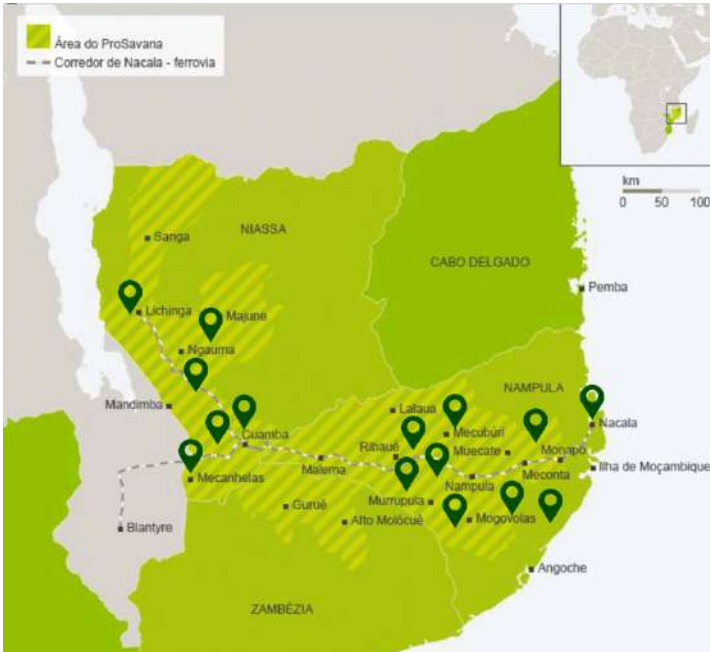 Área do ProSavana
Corredor de Nacala - ferrovia
km
0 50 100
NIASSA
Sanga
CABO DELGADO
Pemba
Lichinga
Majune
Ngauma
NAMPULA
Mandimba
Lalaua
Nacala
Cuamba
Mecubúri
Ribaué
Muecate
Monapo
Malema
Ilha de Moçambique
Mecanhelas
Nampula
Meconta
Murrupula
Gurué
Mogovolas
Alto Molócuè
Blantyre
Angoche
ZAMBÉZIA